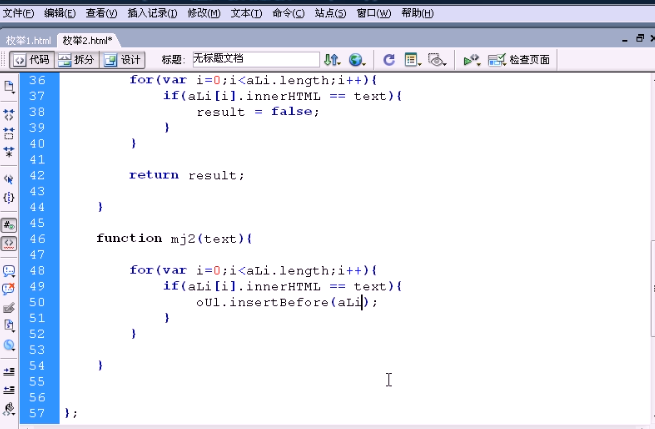 文件(F) 编辑(E) 查看(V) 插入记录(I) 修改(M) 文本(T) 命令(C) 站点(S) 窗口(W) 帮助(H)
枚举1.html 枚举2.html*
代码 拆分 设计 标题: 无标题文档 检查页面
36 for(var i=0;i<aLi.length;i++){
37 if(aLi[i].innerHTML == text){
38 result = false;
39 }
40 }
41
42 return result;
43
44 }
45
46 function mj2(text){
47
48 for(var i=0;i<aLi.length;i++){
49 if(aLi[i].innerHTML == text){
50 oUl.insertBefore(aLi);
51 }
52 }
53
54 }
55
56
57 };